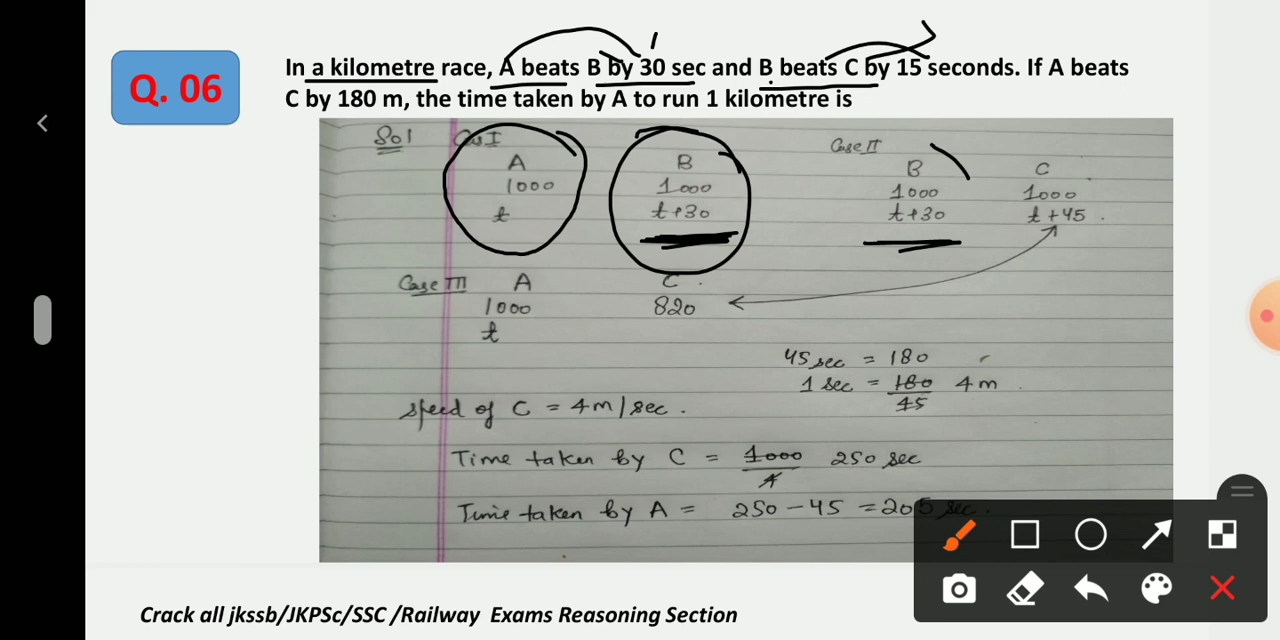 Q. 06
In a kilometre race, A beats B by 30 sec and B beats C by 15 seconds. If A beats
C by 180 m, the time taken by A to run 1 kilometre is
Sol Cas I
Case II
A B
B C
1000 1000
1000 1000
t t+30
t+30 t+45
Case III A C
1000 820
t
45 sec = 180
1 sec = 180/45 4m
speed of C = 4m/sec.
Time taken by C = 1000/4 250 sec
Time taken by A = 250 - 45 = 205 sec.
Crack all jkssb/JKPSc/SSC /Railway Exams Reasoning Section